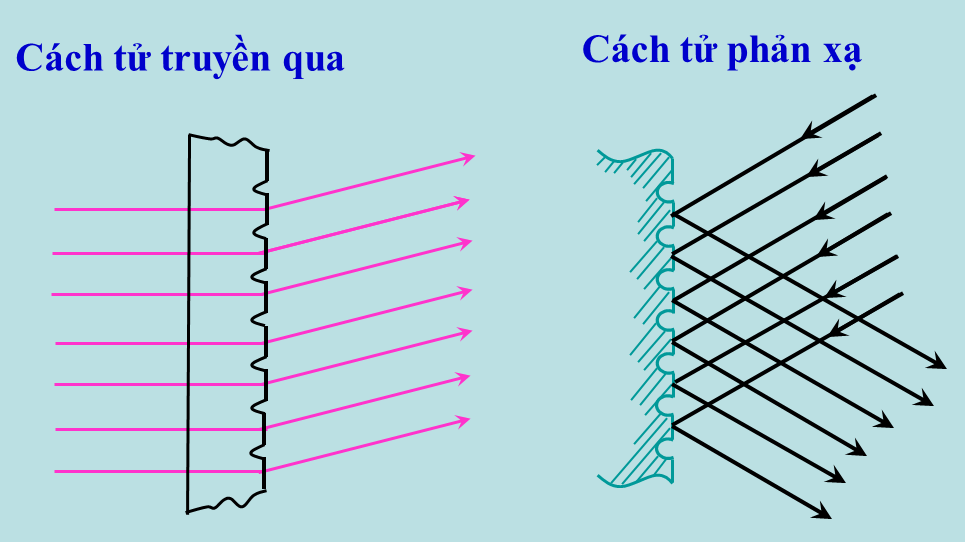 Cách tử truyền qua
Cách tử phản xạ